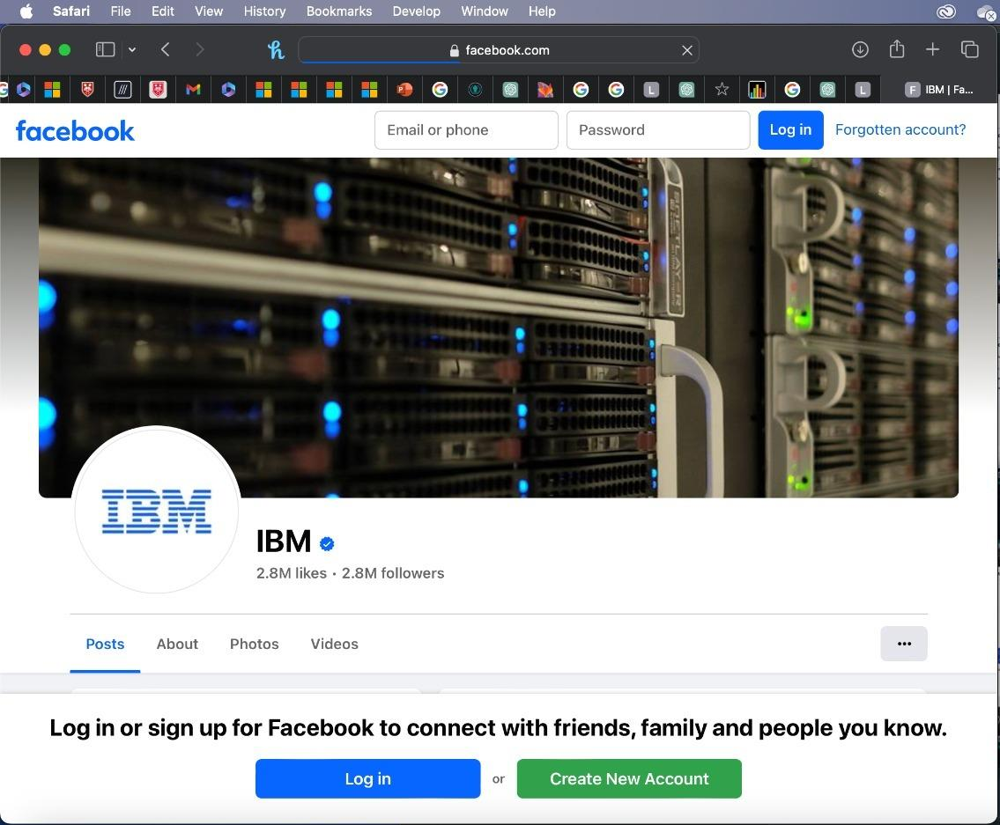 Safari File Edit View History Bookmarks Develop Window Help
facebook.com
L L L F IBM | Fa...
facebook Email or phone Password Log in Forgotten account?
SOFTLAYER
IBM
IBM
2.8M likes • 2.8M followers
Posts About Photos Videos ...
Log in or sign up for Facebook to connect with friends, family and people you know.
Log in or Create New Account